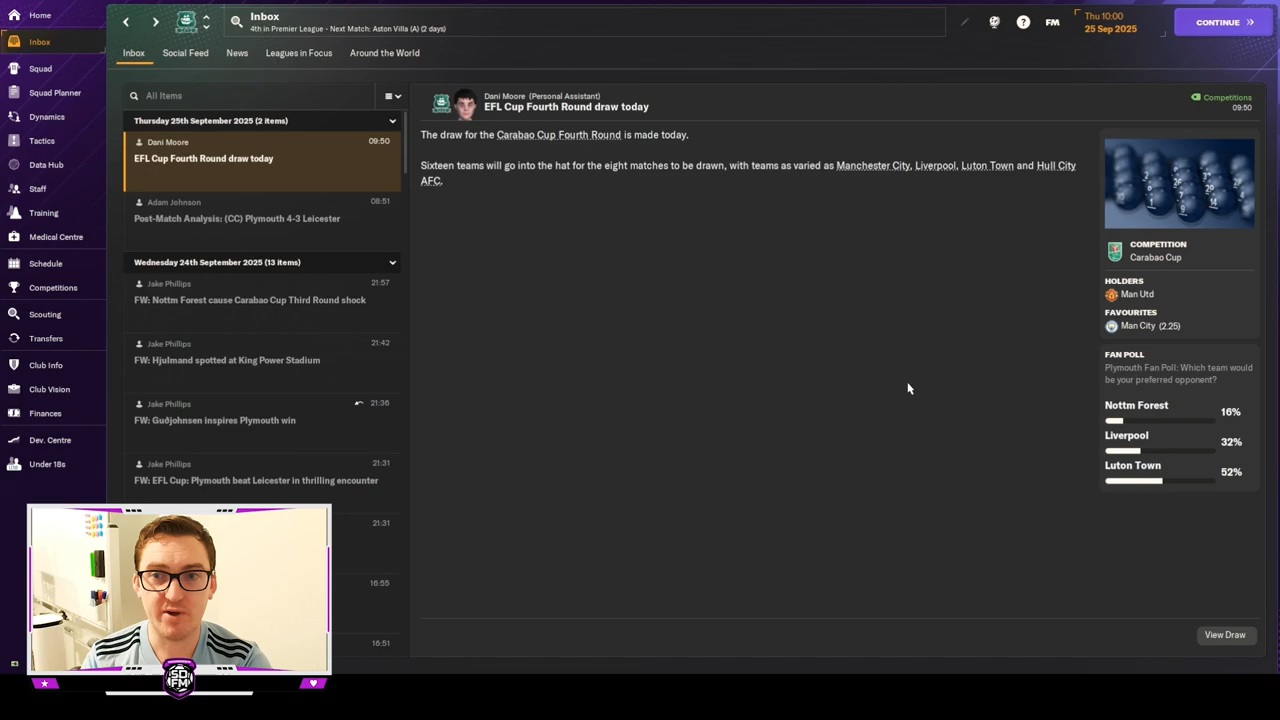 Home
Inbox
Squad
Squad Planner
Dynamics
Tactics
Data Hub
Staff
Training
Medical Centre
Schedule
Competitions
Scouting
Transfers
Club Info
Club Vision
Finances
Dev. Centre
Under 18s
Inbox
4th in Premier League - Next Match: Aston Villa (A) (2 days)
?
FM
Thu 10:00
25 Sep 2025
CONTINUE
Inbox
Social Feed
News
Leagues in Focus
Around the World
All Items
Thursday 25th September 2025 (2 items)
Dani Moore
09:50
EFL Cup Fourth Round draw today
Adam Johnson
08:51
Post-Match Analysis: (CC) Plymouth 4-3 Leicester
Wednesday 24th September 2025 (13 items)
Jake Phillips
21:57
FW: Nottm Forest cause Carabao Cup Third Round shock
Jake Phillips
21:42
FW: Hjulmand spotted at King Power Stadium
Jake Phillips
21:36
FW: Guðjohnsen inspires Plymouth win
Jake Phillips
21:31
FW: EFL Cup: Plymouth beat Leicester in thrilling encounter
21:31
16:55
16:51
Dani Moore (Personal Assistant)
EFL Cup Fourth Round draw today
Competitions
09:50
The draw for the Carabao Cup Fourth Round is made today.
Sixteen teams will go into the hat for the eight matches to be drawn, with teams as varied as Manchester City, Liverpool, Luton Town and Hull City
AFC.
COMPETITION
Carabao Cup
HOLDERS
Man Utd
FAVOURITES
Man City (2.25)
FAN POLL
Plymouth Fan Poll: Which team would
be your preferred opponent?
Nottm Forest
16%
Liverpool
32%
Luton Town
52%
View Draw
SD
FM